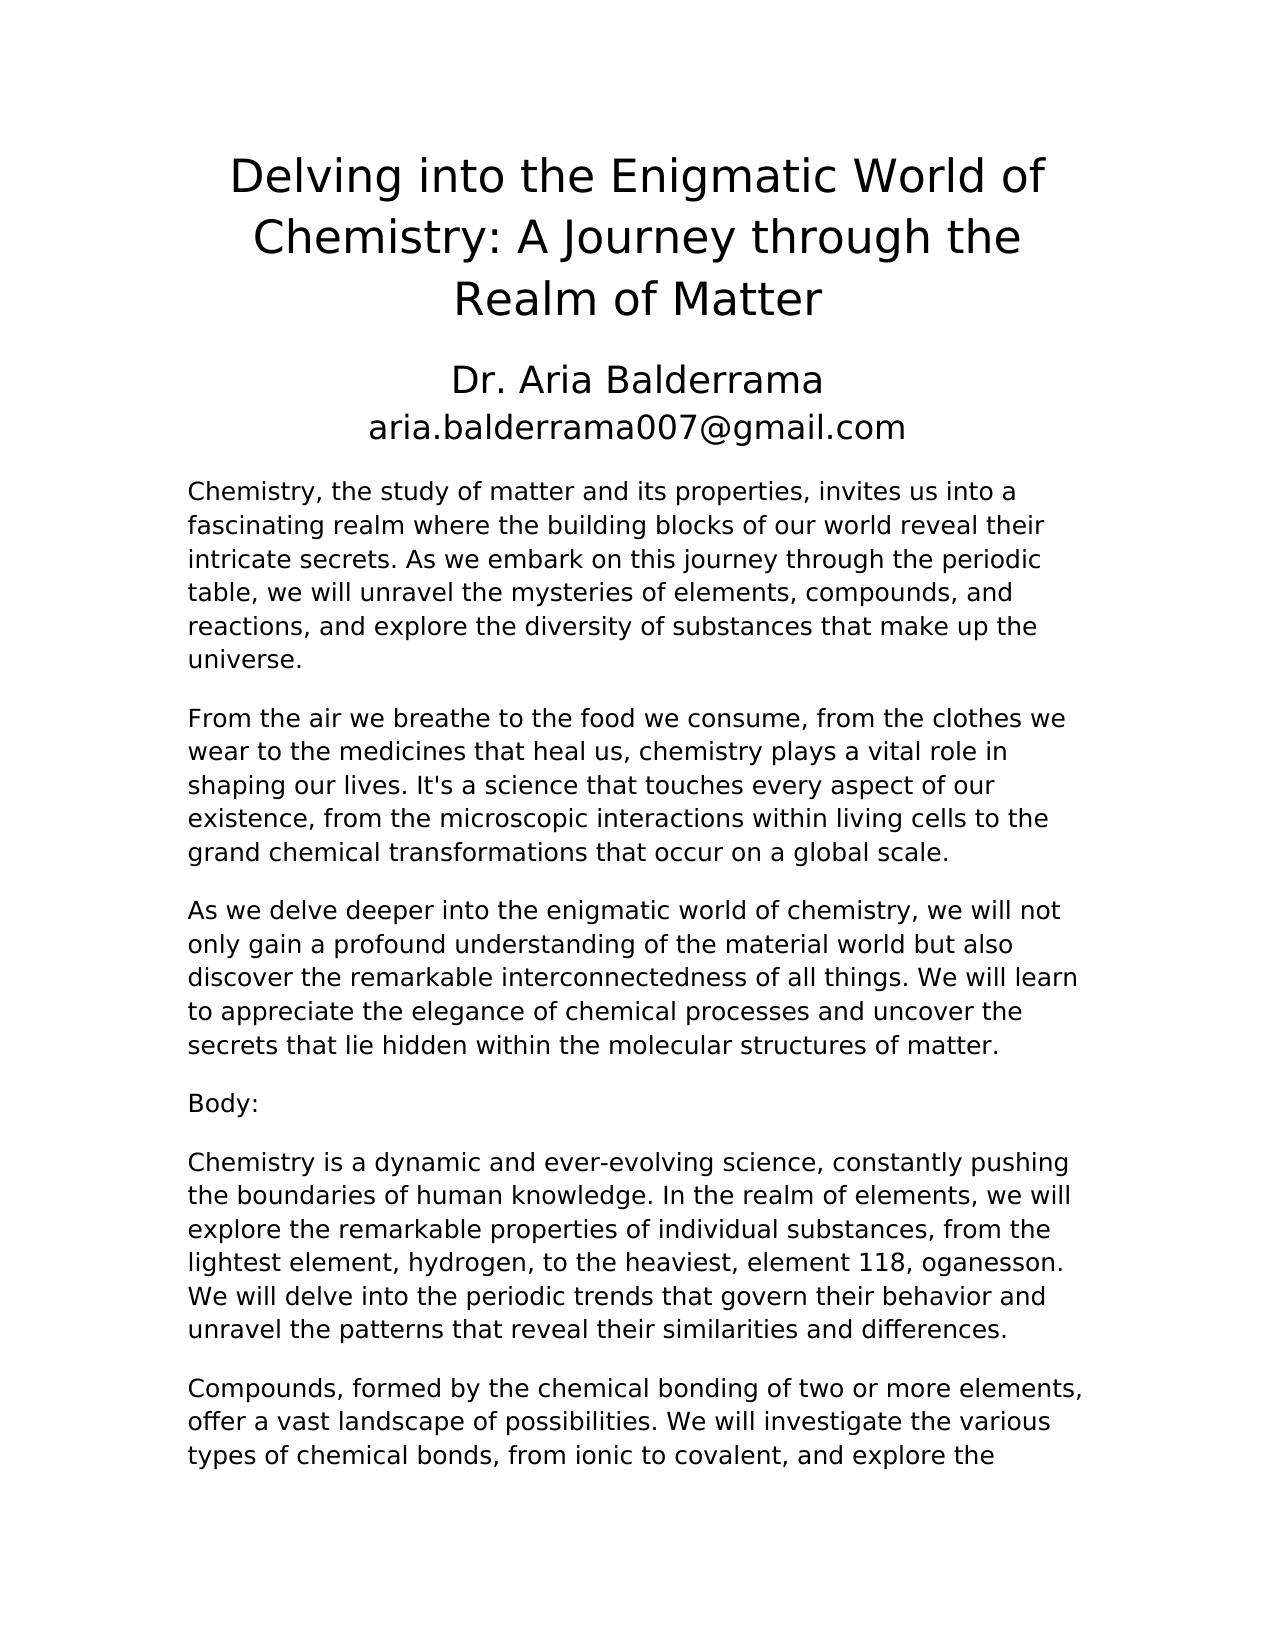 Delving into the Enigmatic World of
Chemistry: A Journey through the
Realm of Matter
Dr. Aria Balderrama
aria.balderrama007@gmail.com
Chemistry, the study of matter and its properties, invites us into a
fascinating realm where the building blocks of our world reveal their
intricate secrets. As we embark on this journey through the periodic
table, we will unravel the mysteries of elements, compounds, and
reactions, and explore the diversity of substances that make up the
universe.
From the air we breathe to the food we consume, from the clothes we
wear to the medicines that heal us, chemistry plays a vital role in
shaping our lives. It's a science that touches every aspect of our
existence, from the microscopic interactions within living cells to the
grand chemical transformations that occur on a global scale.
As we delve deeper into the enigmatic world of chemistry, we will not
only gain a profound understanding of the material world but also
discover the remarkable interconnectedness of all things. We will learn
to appreciate the elegance of chemical processes and uncover the
secrets that lie hidden within the molecular structures of matter.
Body:
Chemistry is a dynamic and ever-evolving science, constantly pushing
the boundaries of human knowledge. In the realm of elements, we will
explore the remarkable properties of individual substances, from the
lightest element, hydrogen, to the heaviest, element 118, oganesson.
We will delve into the periodic trends that govern their behavior and
unravel the patterns that reveal their similarities and differences.
Compounds, formed by the chemical bonding of two or more elements,
offer a vast landscape of possibilities. We will investigate the various
types of chemical bonds, from ionic to covalent, and explore the